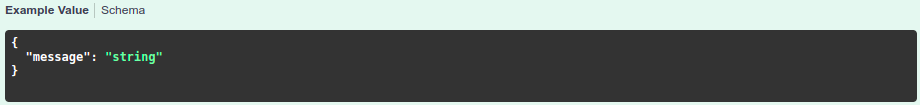 Example Value | Schema
{
  "message": "string"
}